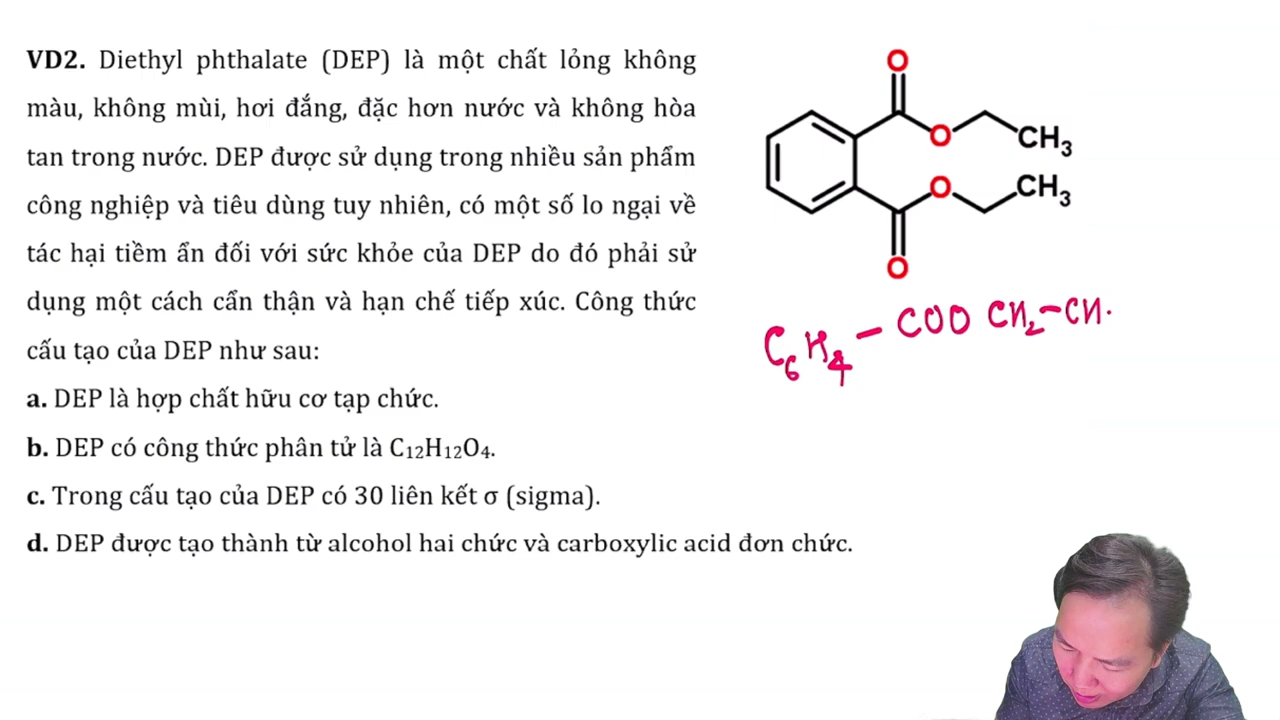 VD2. Diethyl phthalate (DEP) là một chất lỏng không
màu, không mùi, hơi đắng, đặc hơn nước và không hòa
tan trong nước. DEP được sử dụng trong nhiều sản phẩm
công nghiệp và tiêu dùng tuy nhiên, có một số lo ngại về
tác hại tiềm ẩn đối với sức khỏe của DEP do đó phải sử
dụng một cách cẩn thận và hạn chế tiếp xúc. Công thức
cấu tạo của DEP như sau:
a. DEP là hợp chất hữu cơ tạp chức.
b. DEP có công thức phân tử là C₁₂H₁₂O₄.
c. Trong cấu tạo của DEP có 30 liên kết σ (sigma).
d. DEP được tạo thành từ alcohol hai chức và carboxylic acid đơn chức.
O
O
CH₃
O
CH₃
O
C₆H₄ – COO CH₂–CH